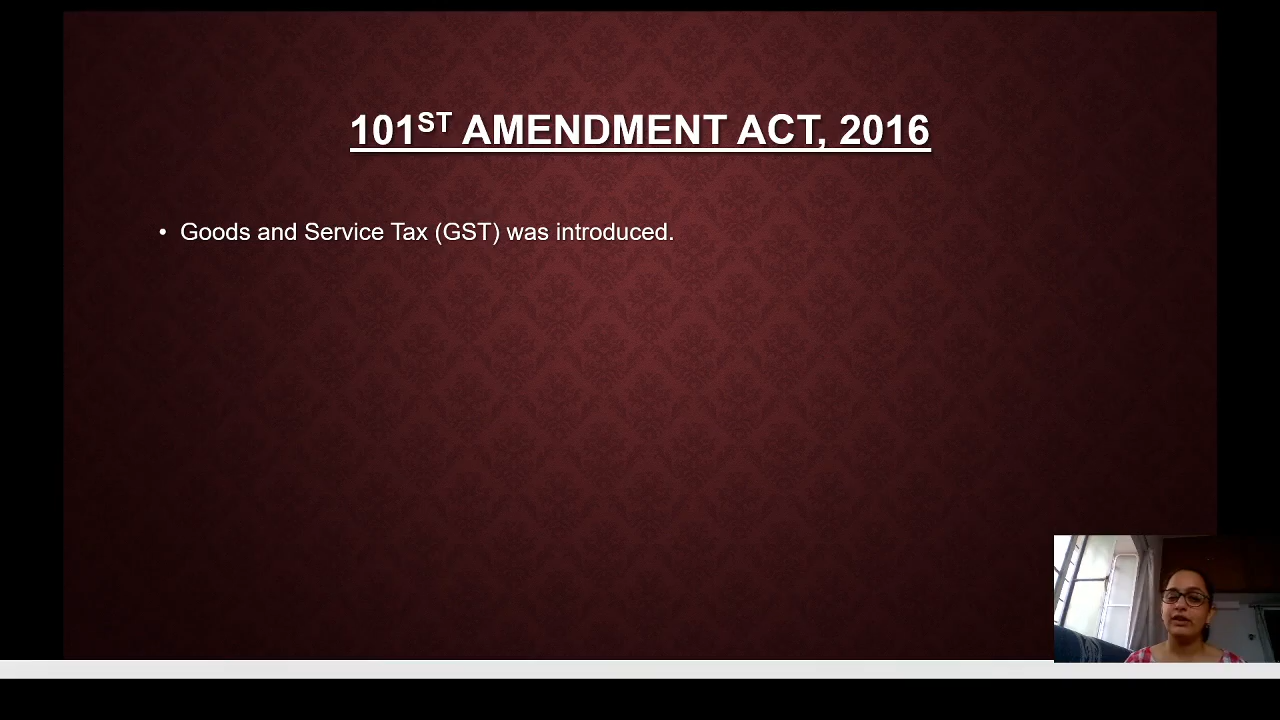 101ST AMENDMENT ACT, 2016
• Goods and Service Tax (GST) was introduced.